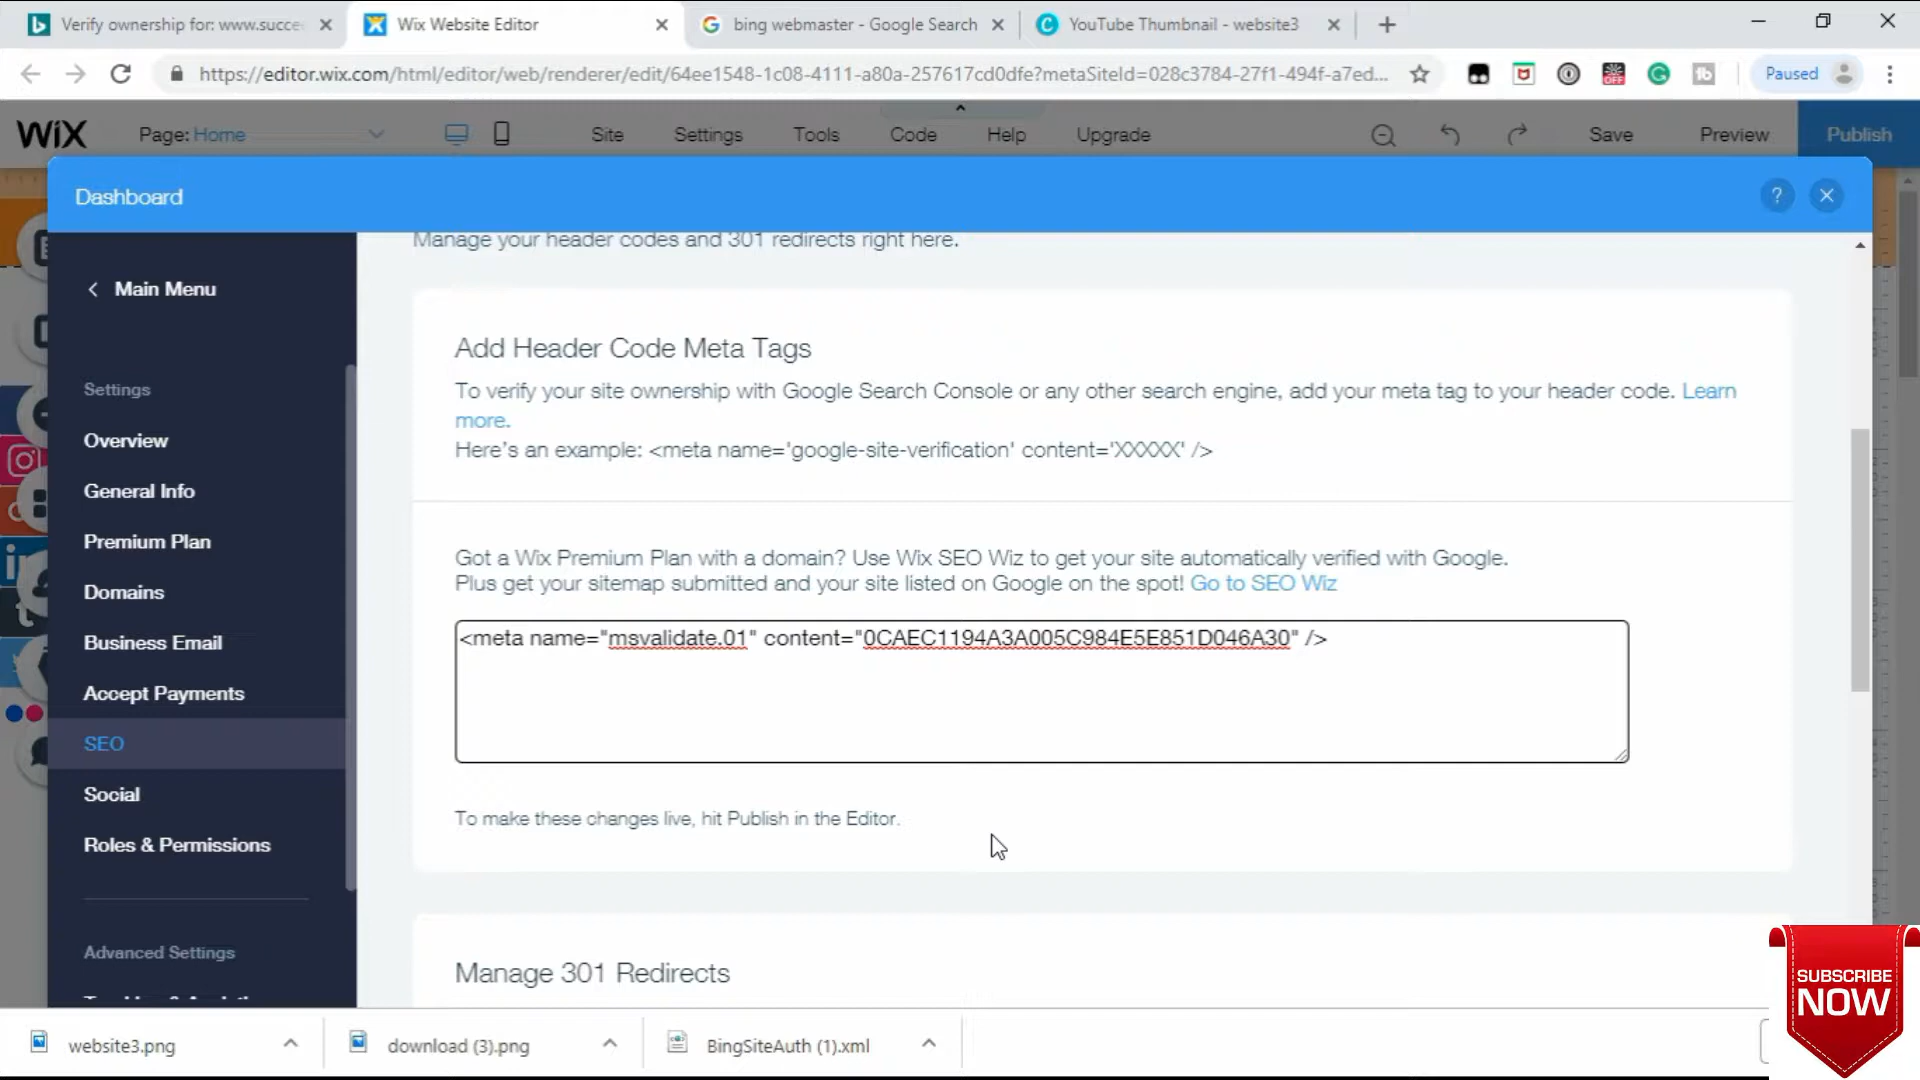 Verify ownership for: www.succe
Wix Website Editor
bing webmaster - Google Search
YouTube Thumbnail - website3
https://editor.wix.com/html/editor/web/renderer/edit/64ee1548-1c08-4111-a80a-257617cd0dfe?metaSiteId=028c3784-27f1-494f-a7ed...
OFF
Paused
WiX
Page: Home
Site
Settings
Tools
Code
Help
Upgrade
Save
Preview
Publish
Dashboard
?
Manage your header codes and 301 redirects right here.
Main Menu
Add Header Code Meta Tags
To verify your site ownership with Google Search Console or any other search engine, add your meta tag to your header code. Learn
more.
Here's an example: <meta name='google-site-verification' content='XXXXX' />
Settings
Overview
General Info
Premium Plan
Domains
Business Email
Accept Payments
SEO
Social
Roles & Permissions
Advanced Settings
Got a Wix Premium Plan with a domain? Use Wix SEO Wiz to get your site automatically verified with Google.
Plus get your sitemap submitted and your site listed on Google on the spot! Go to SEO Wiz
<meta name="msvalidate.01" content="0CAEC1194A3A005C984E5E851D046A30" />
To make these changes live, hit Publish in the Editor.
Manage 301 Redirects
SUBSCRIBE
NOW
website3.png
download (3).png
BingSiteAuth (1).xml